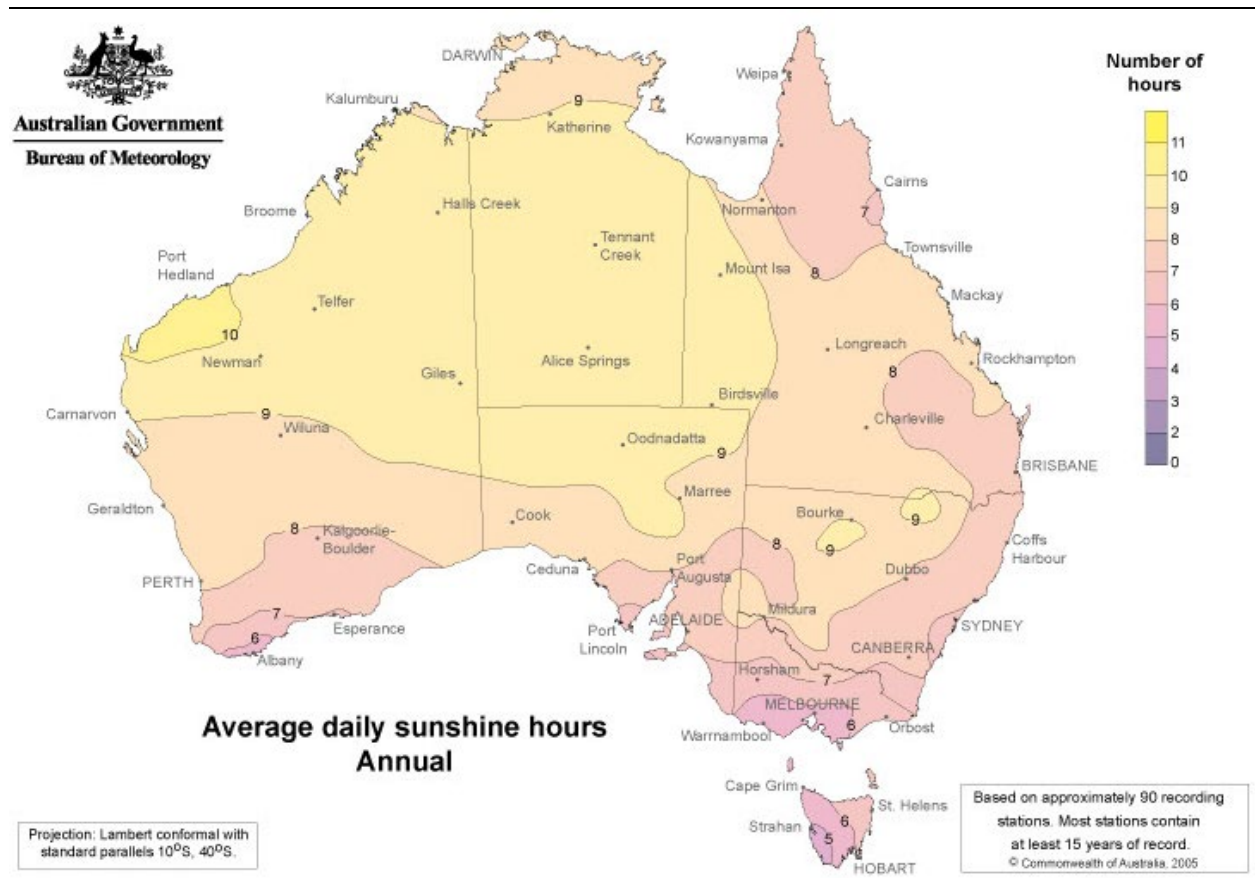 Australian Government
Bureau of Meteorology
DARWIN
Weipa
Number of
hours
Kalumburu
9
Katherine
Kowanyama
11
10
9
8
7
6
5
4
3
2
0
Cairns
7
Broome
Halls Creek
Normanton
Tennant
Creek
Townsville
Port
Hedland
Mount Isa
8
Telfer
Mackay
10
Newman
Alice Springs
Longreach
Rockhampton
Giles
8
Birdsville
Carnarvon
9
Wiluna
Charleville
Oodnadatta
9
BRISBANE
Marree
Geraldton
Cook
Bourke
9
8
Kalgoorlie-
Boulder
8
9
Coffs
Harbour
PERTH
Ceduna
Port
Augusta
Dubbo
7
Esperance
Mildura
ADELAIDE
SYDNEY
6
Albany
Port
Lincoln
CANBERRA
Horsham
7
MELBOURNE
Average daily sunshine hours
Annual
Warrnambool
6
Orbost
Cape Grim
St. Helens
Strahan
6
5
HOBART
Projection: Lambert conformal with
standard parallels 10ºS, 40ºS.
Based on approximately 90 recording
stations. Most stations contain
at least 15 years of record.
© Commonwealth of Australia, 2005